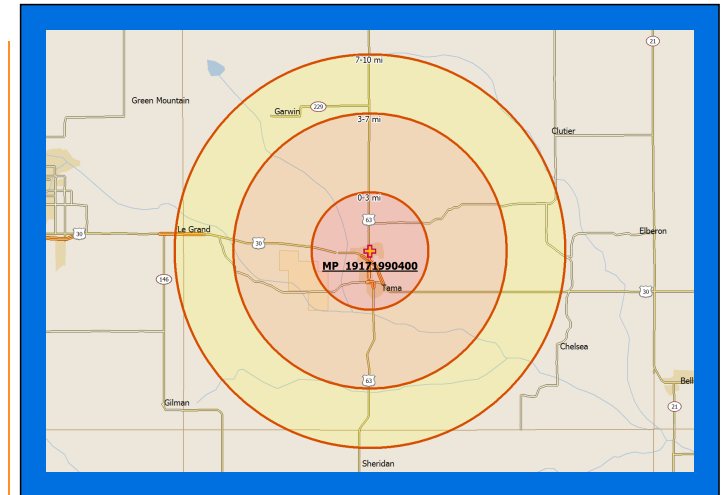 21
7-10 mi
Green Mountain
229
Garwin
3-7 mi
Clutier
0-3 mi
63
30
Le Grand
30
Elberon
MP 19171990400
146
Tama
30
Chelsea
63
Bell
Gilman
21
Sheridan